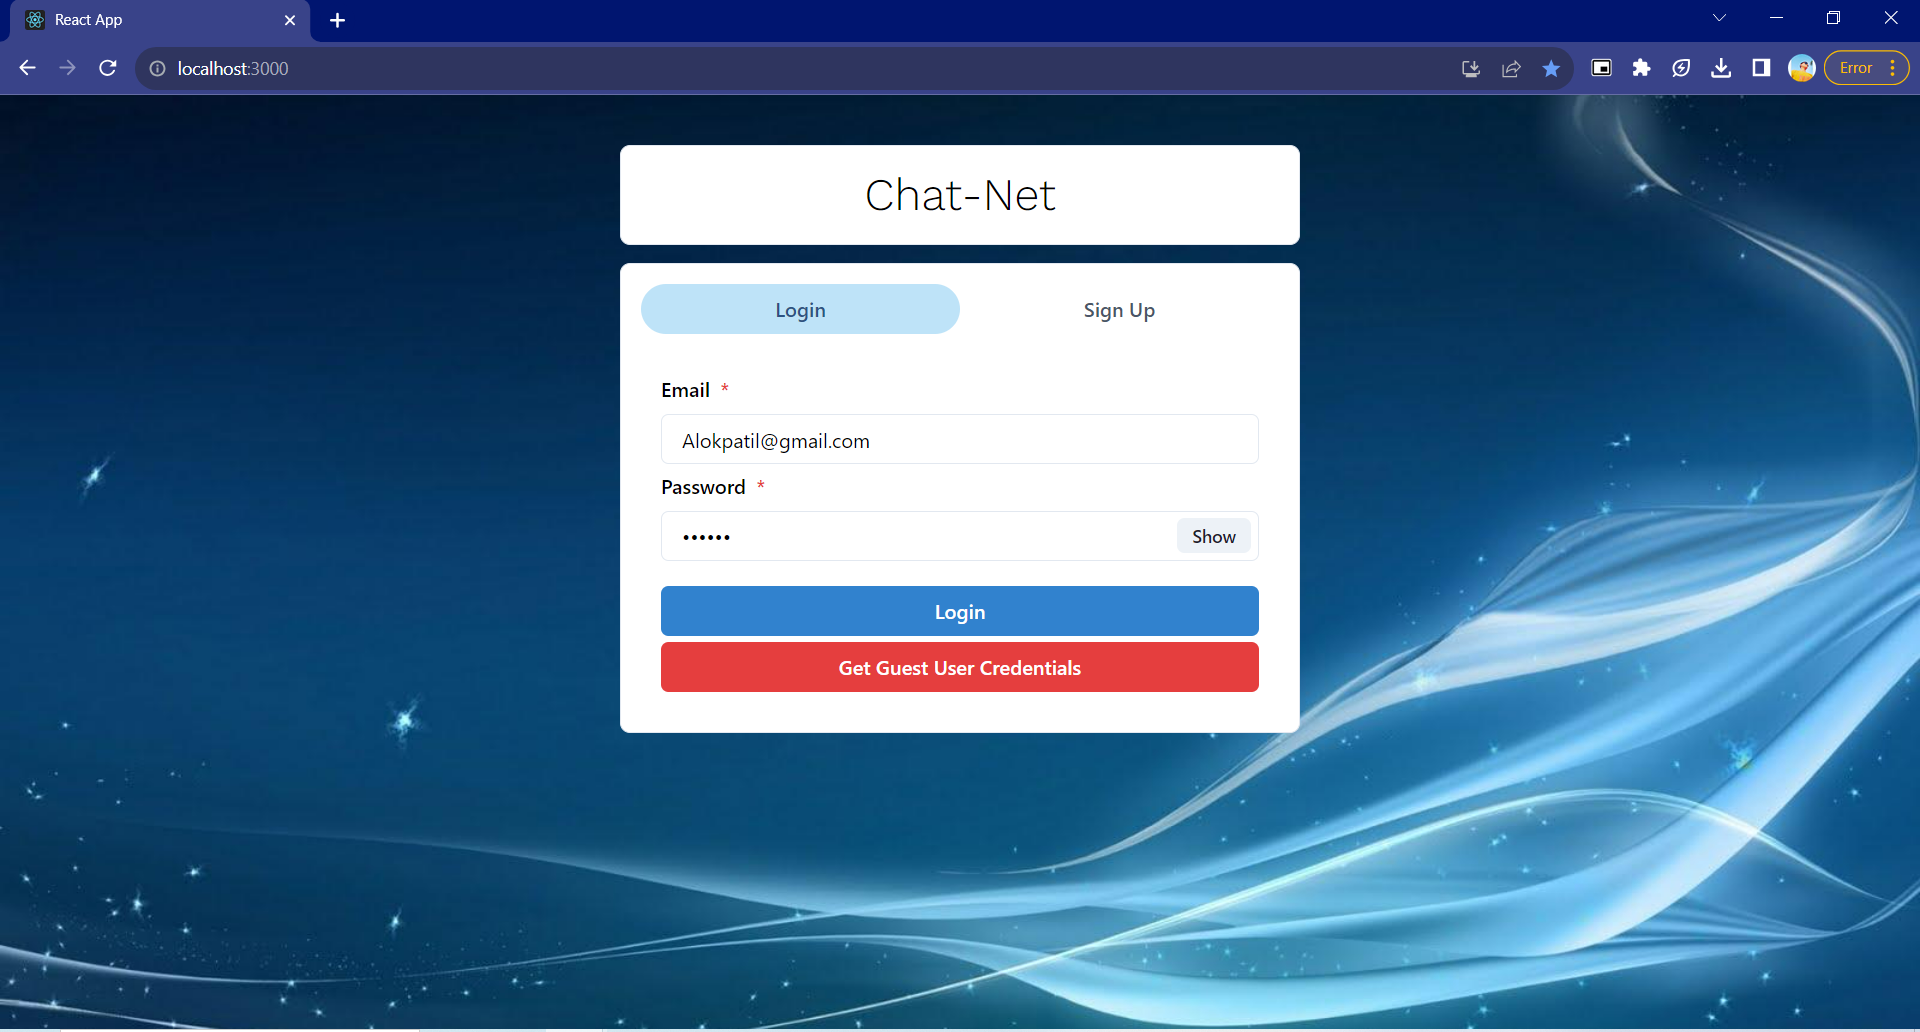 React App
localhost:3000
Error
Chat-Net
Login
Sign Up
Email *
Alokpatil@gmail.com
Password *
••••••
Show
Login
Get Guest User Credentials